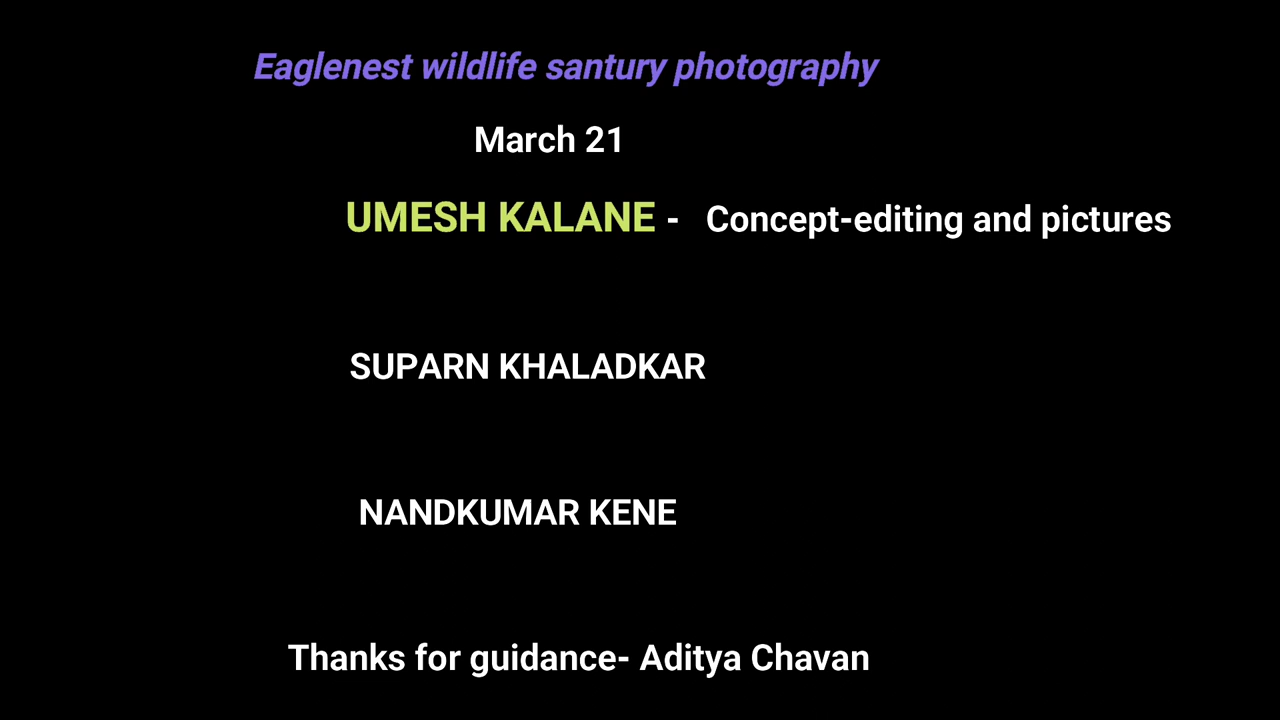 Eaglenest wildlife santury photography
March 21
UMESH KALANE - Concept-editing and pictures
SUPARN KHALADKAR
NANDKUMAR KENE
Thanks for guidance- Aditya Chavan